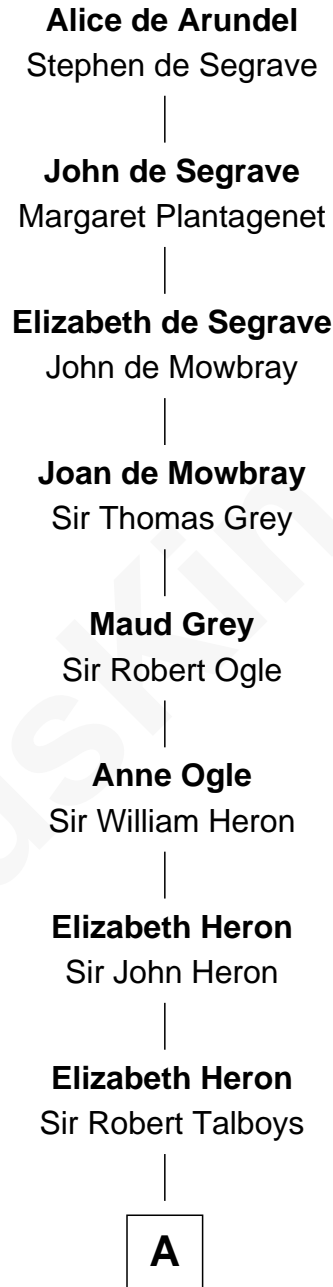 Alice de Arundel
Stephen de Segrave
John de Segrave
Margaret Plantagenet
Elizabeth de Segrave
John de Mowbray
Joan de Mowbray
Sir Thomas Grey
Maud Grey
Sir Robert Ogle
Anne Ogle
Sir William Heron
Elizabeth Heron
Sir John Heron
Elizabeth Heron
Sir Robert Talboys
A